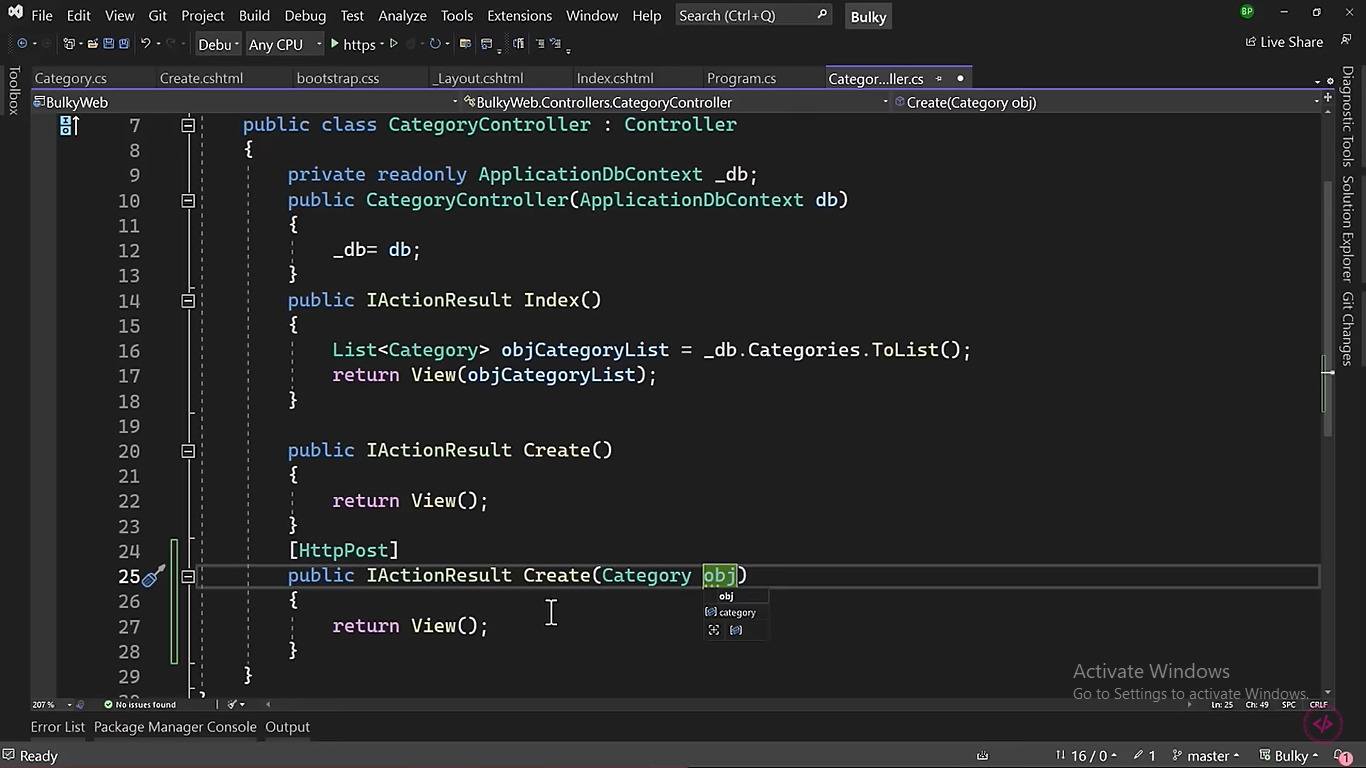 File Edit View Git Project Build Debug Test Analyze Tools Extensions Window Help Search (Ctrl+Q) Bulky BP
Debu Any CPU https Live Share
Toolbox
Category.cs Create.cshtml bootstrap.css _Layout.cshtml Index.cshtml Program.cs Categor...ller.cs
BulkyWeb BulkyWeb.Controllers.CategoryController Create(Category obj)
7 public class CategoryController : Controller
8 {
9 private readonly ApplicationDbContext _db;
10 public CategoryController(ApplicationDbContext db)
11 {
12 _db= db;
13 }
14 public IActionResult Index()
15 {
16 List<Category> objCategoryList = _db.Categories.ToList();
17 return View(objCategoryList);
18 }
19
20 public IActionResult Create()
21 {
22 return View();
23 }
24 [HttpPost]
25 public IActionResult Create(Category obj)
obj
category
26 {
27 return View();
28 }
29 }
}
Diagnostic Tools
Solution Explorer
Git Changes
Activate Windows
Go to Settings to activate Windows.
207 % No issues found Ln: 25 Ch: 49 SPC CRLF
Error List Package Manager Console Output
Ready 16 / 0 1 master Bulky 1